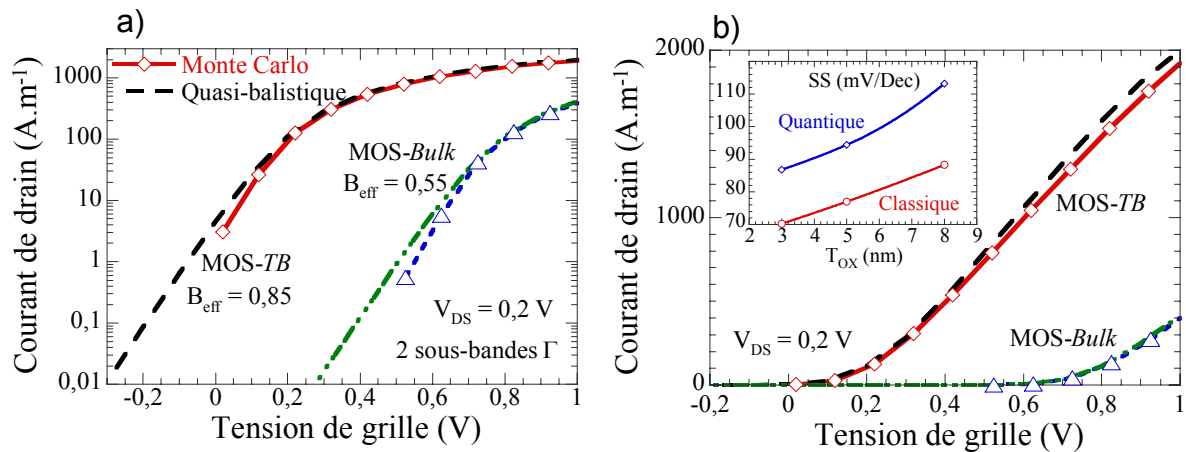 a)
Courant de drain (A.m-1)
1000
100
10
1
0,1
0,01
Monte Carlo
Quasi-balistique
MOS-Bulk
Beff = 0,55
MOS-TB
Beff = 0,85
VDS = 0,2 V
2 sous-bandes Γ
-0,2 0 0,2 0,4 0,6 0,8 1
Tension de grille (V)
b)
Courant de drain (A.m-1)
2000
1000
0
SS (mV/Dec)
110
100
90
80
70
Quantique
Classique
2 3 4 5 6 7 8 9
TOX (nm)
MOS-TB
VDS = 0,2 V
MOS-Bulk
-0,2 0 0,2 0,4 0,6 0,8 1
Tension de grille (V)